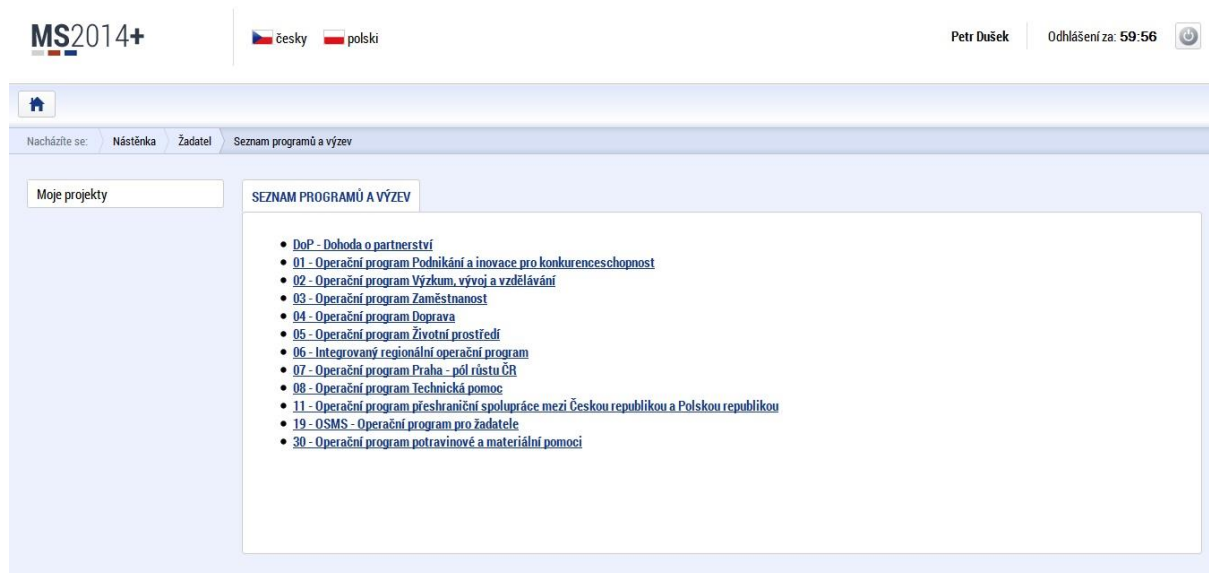 MS2014+ česky polski Petr Dušek Odhlášení za: 59:56
Nacházíte se: Nástěnka Žadatel Seznam programů a výzev
Moje projekty
SEZNAM PROGRAMŮ A VÝZEV
DoP - Dohoda o partnerství
01 - Operační program Podnikání a inovace pro konkurenceschopnost
02 - Operační program Výzkum, vývoj a vzdělávání
03 - Operační program Zaměstnanost
04 - Operační program Doprava
05 - Operační program Životní prostředí
06 - Integrovaný regionální operační program
07 - Operační program Praha - pól růstu ČR
08 - Operační program Technická pomoc
11 - Operační program přeshraniční spolupráce mezi Českou republikou a Polskou republikou
19 - OSMS - Operační program pro žadatele
30 - Operační program potravinové a materiální pomoci